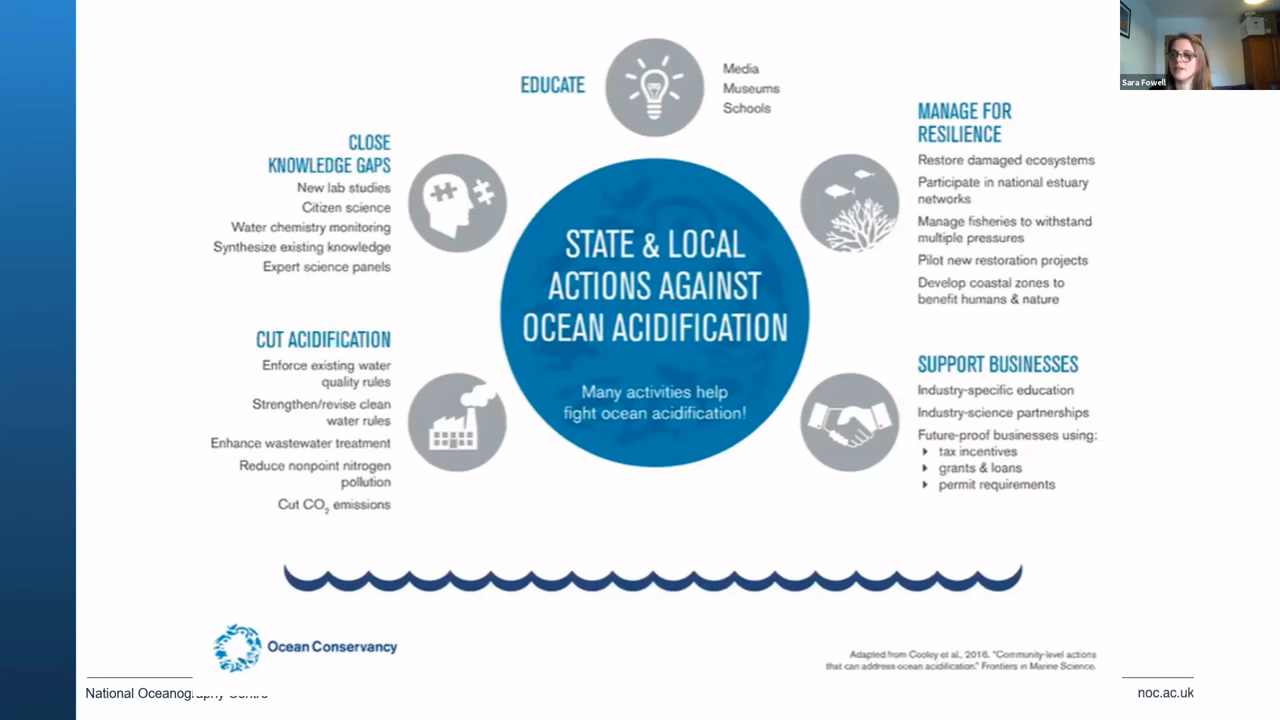 Sara Fowell
EDUCATE
Media
Museums
Schools
CLOSE
KNOWLEDGE GAPS
New lab studies
Citizen science
Water chemistry monitoring
Synthesize existing knowledge
Expert science panels
MANAGE FOR
RESILIENCE
Restore damaged ecosystems
Participate in national estuary
networks
Manage fisheries to withstand
multiple pressures
Pilot new restoration projects
Develop coastal zones to
benefit humans & nature
STATE & LOCAL
ACTIONS AGAINST
OCEAN ACIDIFICATION
Many activities help
fight ocean acidification!
CUT ACIDIFICATION
Enforce existing water
quality rules
Strengthen/revise clean
water rules
Enhance wastewater treatment
Reduce nonpoint nitrogen
pollution
Cut CO₂ emissions
SUPPORT BUSINESSES
Industry-specific education
Industry-science partnerships
Future-proof businesses using:
tax incentives
grants & loans
permit requirements
Ocean Conservancy
Adapted from Cooley et al., 2016. "Community-level actions
that can address ocean acidification." Frontiers in Marine Science.
National Oceanography Centre
noc.ac.uk